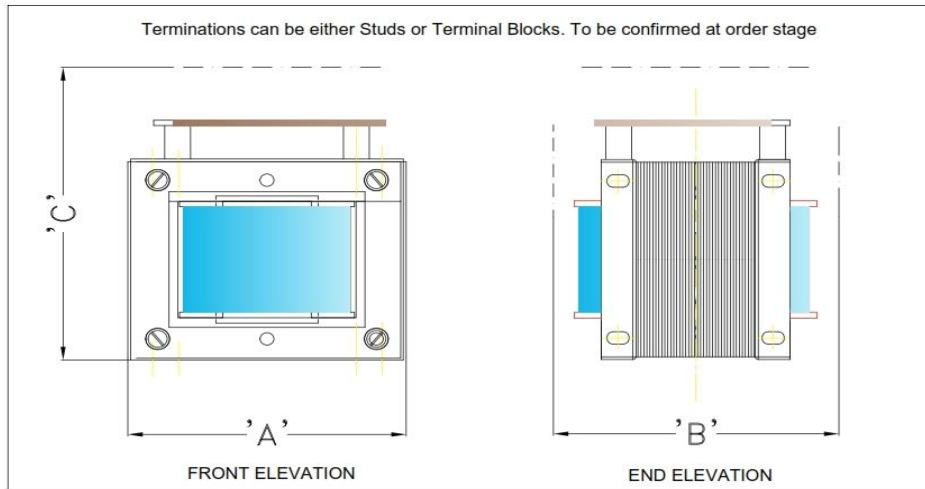 Terminations can be either Studs or Terminal Blocks. To be confirmed at order stage
'C'
'A'
'B'
FRONT ELEVATION
END ELEVATION